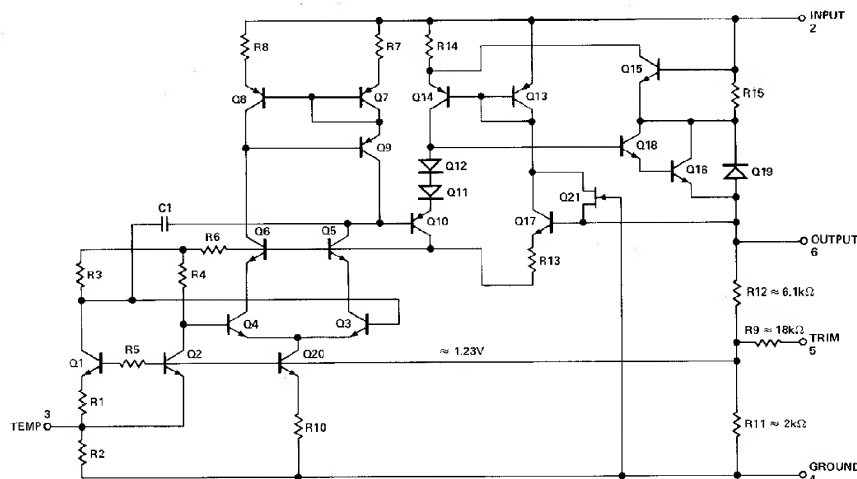 INPUT
2
R8
R7
R14
Q15
R15
Q8
Q7
Q14
Q13
Q18
Q16
Q19
Q9
Q12
Q11
Q21
C1
Q10
Q17
R6
Q6
Q5
OUTPUT
6
R3
R4
R13
R12 ≈ 6.1kΩ
R9 ≈ 18kΩ
TRIM
5
Q4
Q3
Q1
R5
Q2
Q20
≈ 1.23V
R1
TEMP
3
R2
R10
R11 ≈ 2kΩ
GROUND
4